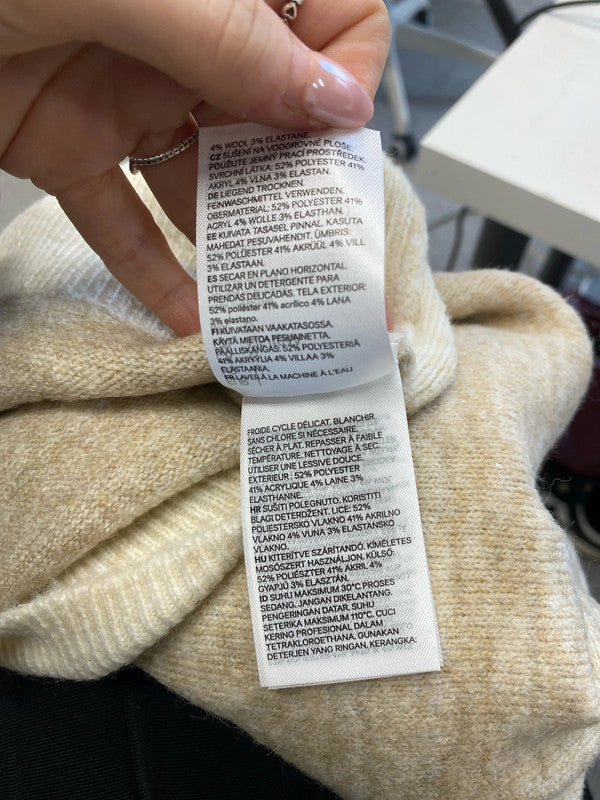 4% WOOL 3% ELASTANE
CZ SUŠENÍ NA VODOROVNÉ PLOŠE.
POUŽIJTE JEMNÝ PRACÍ PROSTŘEDEK.
SVRCHNÍ LÁTKA: 52% POLYESTER 41%
AKRYL 4% VLNA 3% ELASTAN.
DE LIEGEND TROCKNEN.
FEINWASCHMITTEL VERWENDEN.
OBERMATERIAL: 52% POLYESTER 41%
ACRYL 4% WOLLE 3% ELASTHAN.
EE KUIVATA TASASEL PINNAL. KASUTA
MAHEDAT PESUVAHENDIT. ÜMBRIS:
52% POLÜESTER 41% AKRÜÜL 4% VILL
3% ELASTAAN.
ES SECAR EN PLANO HORIZONTAL.
UTILIZAR UN DETERGENTE PARA
PRENDAS DELICADAS. TELA EXTERIOR:
52% poliéster 41% acrílico 4% LANA
3% elastano.
FI KUIVATAAN VAAKATASOSSA.
KÄYTÄ MIETOA PESUAINETTA.
PÄÄLLISKANGAS: 52% POLYESTERIÄ
41% AKRYYLIA 4% VILLAA 3%
ELASTAANIA.
FR LAVER À LA MACHINE À L'EAU
FROIDE CYCLE DÉLICAT. BLANCHIR
SANS CHLORE SI NÉCESSAIRE.
SÉCHER À PLAT. REPASSER À FAIBLE
TEMPÉRATURE. NETTOYAGE À SEC.
UTILISER UNE LESSIVE DOUCE.
EXTERIEUR : 52% POLYESTER
41% ACRYLIQUE 4% LAINE 3%
ELASTHANNE.
HR SUŠITI POLEGNUTO. KORISTITI
BLAGI DETERDŽENT. LICE: 52%
POLIESTERSKO VLAKNO 41% AKRILNO
VLAKNO 4% VUNA 3% ELASTANSKO
VLAKNO.
HU KITERÍTVE SZÁRÍTANDÓ. KÍMÉLETES
MOSÓSZERT HASZNÁLJON. KÜLSŐ:
52% POLIÉSZTER 41% AKRIL 4%
GYAPJÚ 3% ELASZTÁN.
ID SUHU MAKSIMUM 30°C PROSES
SEDANG. JANGAN DIKELANTANG.
PENGERINGAN DATAR. SUHU
SETERIKA MAKSIMUM 110°C. CUCI
KERING PROFESIONAL DALAM
TETRAKLOROETHANA. GUNAKAN
DETERJEN YANG RINGAN, KERANGKA: